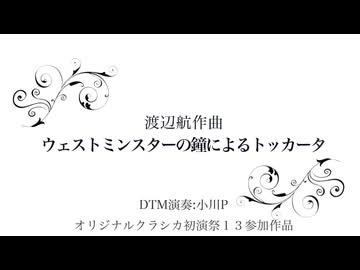 渡辺航作曲
ウェストミンスターの鐘によるトッカータ
DTM演奏:小川P
オリジナルクラシカ初演祭１３参加作品